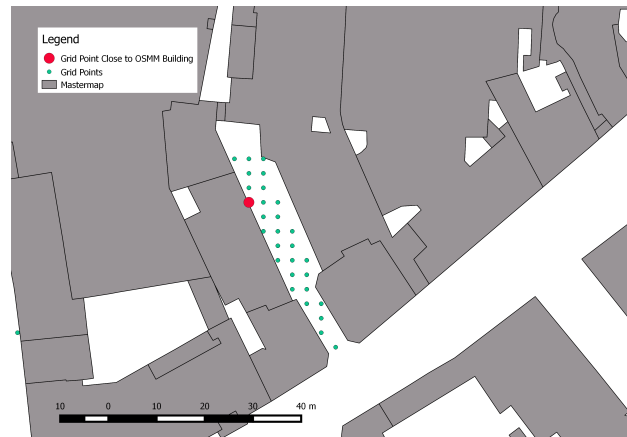 Legend
Grid Point Close to OSMM Building
Grid Points
Mastermap
10 0 10 20 30 40 m